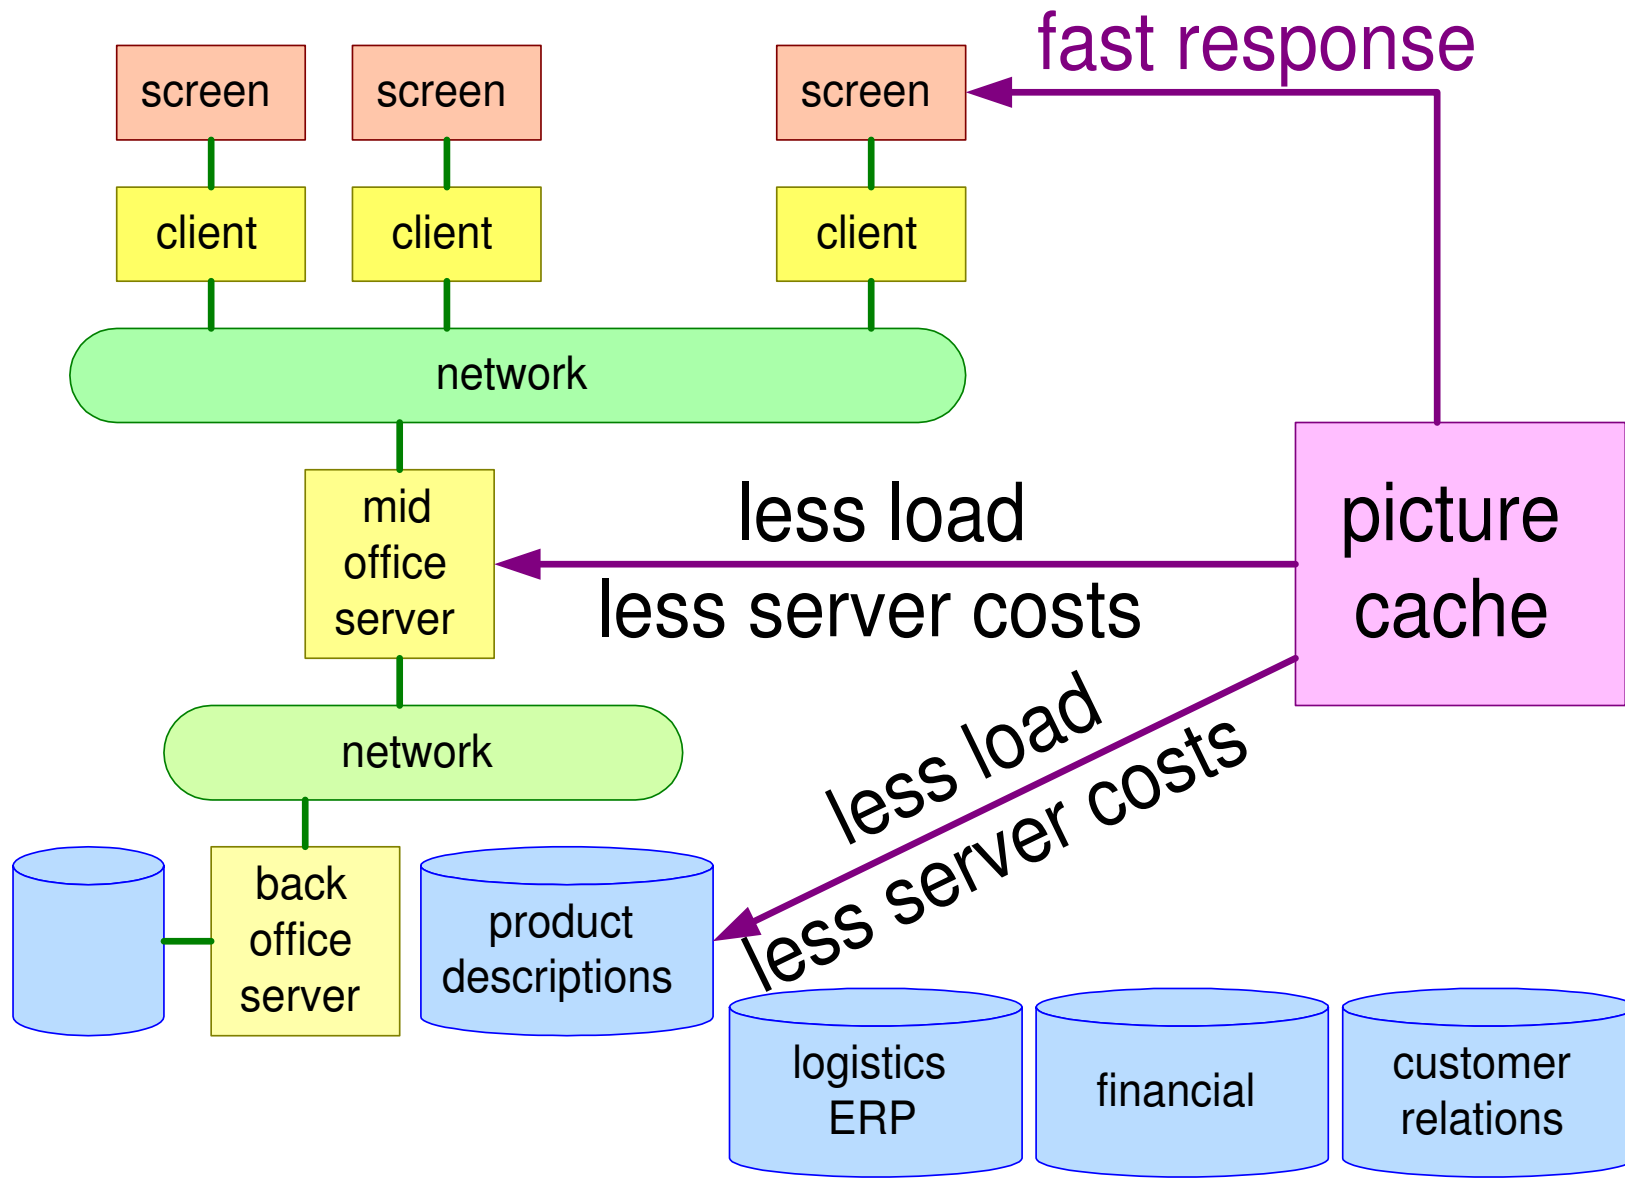 fast response
screen
screen
screen
client
client
client
network
mid
office
server
less load
less server costs
picture
cache
less load
less server costs
network
back
office
server
product
descriptions
logistics
ERP
financial
customer
relations